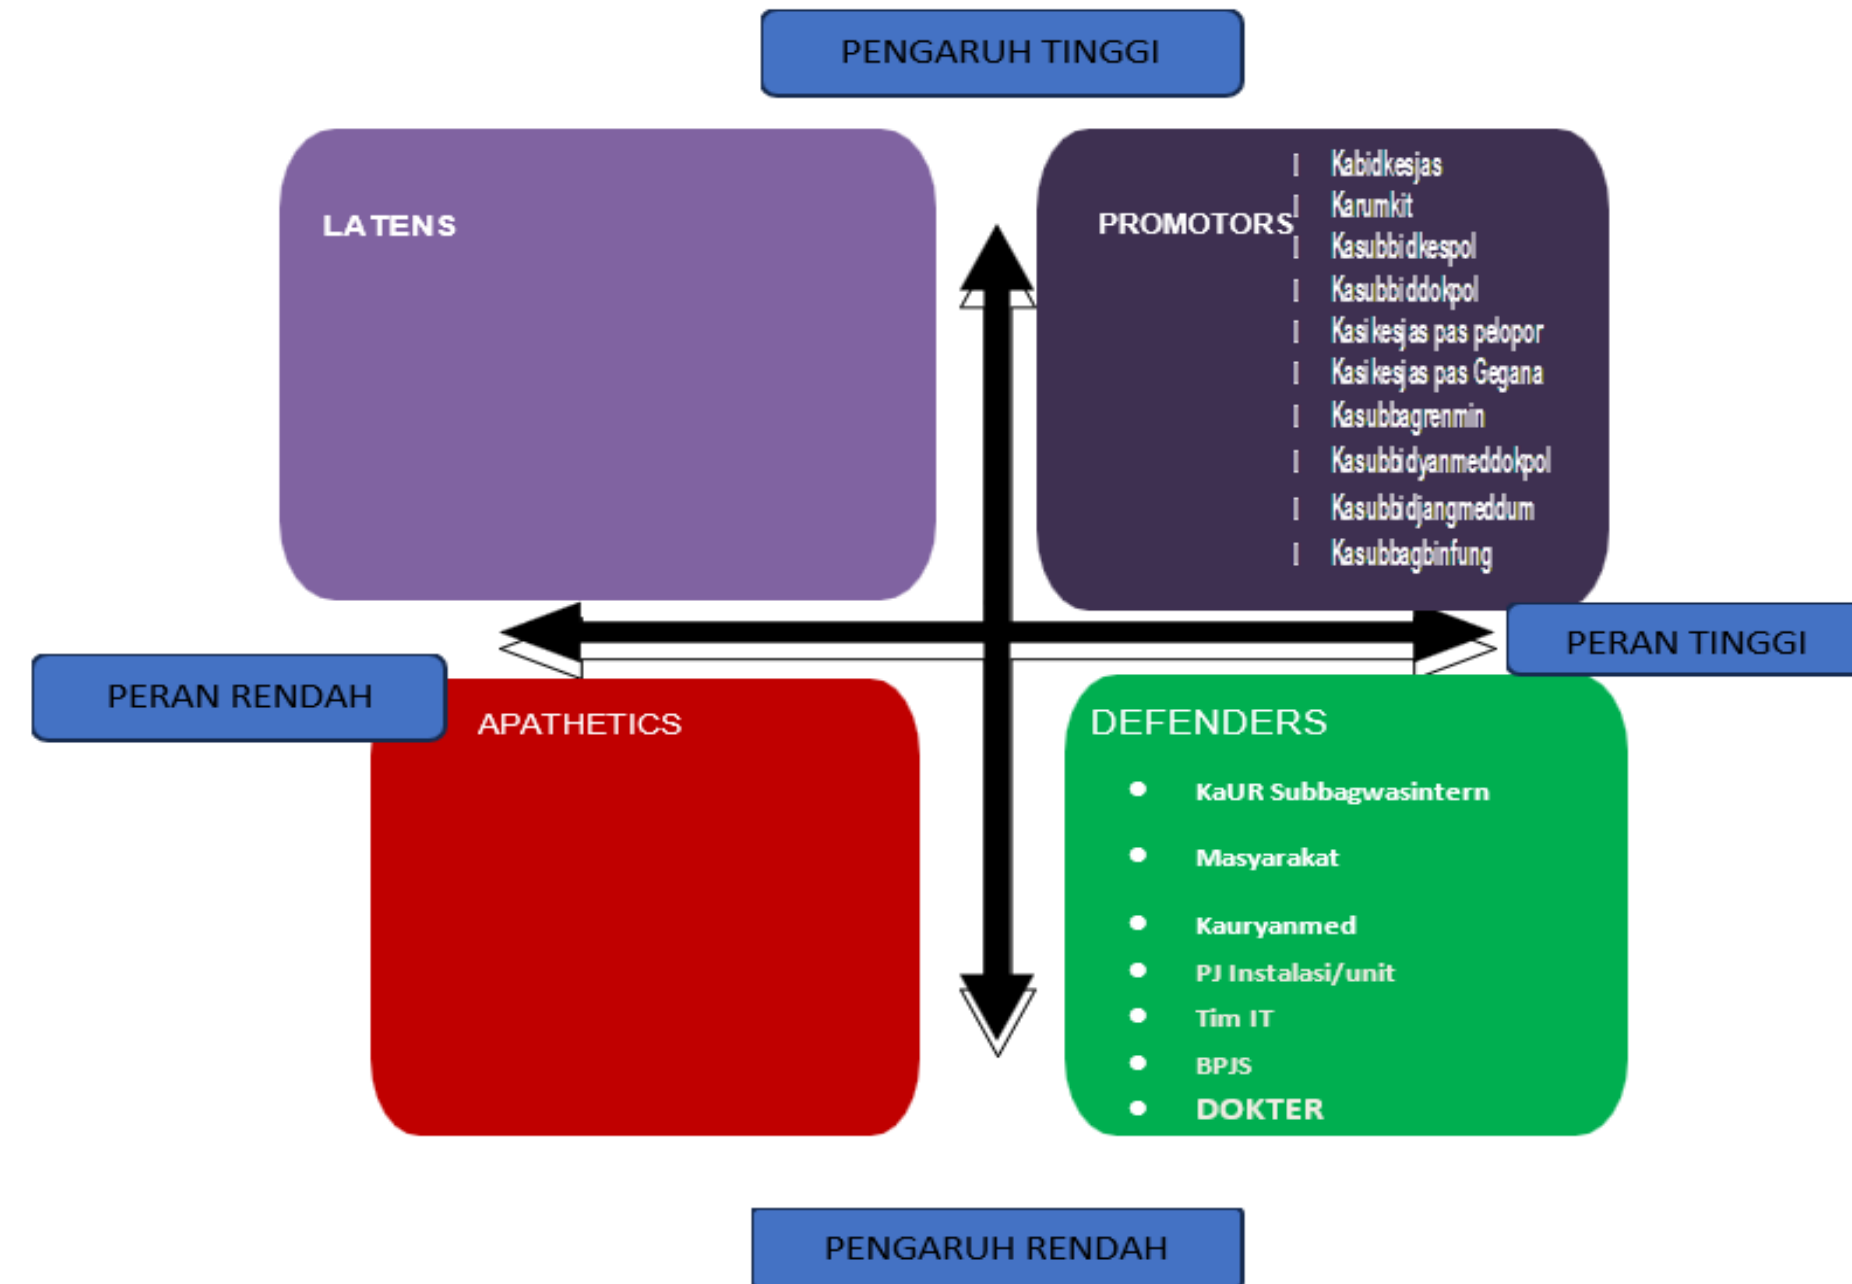 PENGARUH TINGGI
LATENS
PROMOTORS
Kabidkesjas
Karumkit
Kasubbidkespol
Kasubbiddokpol
Kasikesjas pas pelopor
Kasikesjas pas Gegana
Kasubbagrenmin
Kasubbidyanmeddokpol
Kasubbidjangmeddum
Kasubbagbinfung
PERAN TINGGI
PERAN RENDAH
APATHETICS
DEFENDERS
KaUR Subbagwasintern
Masyarakat
Kauryanmed
PJ Instalasi/unit
Tim IT
BPJS
DOKTER
PENGARUH RENDAH